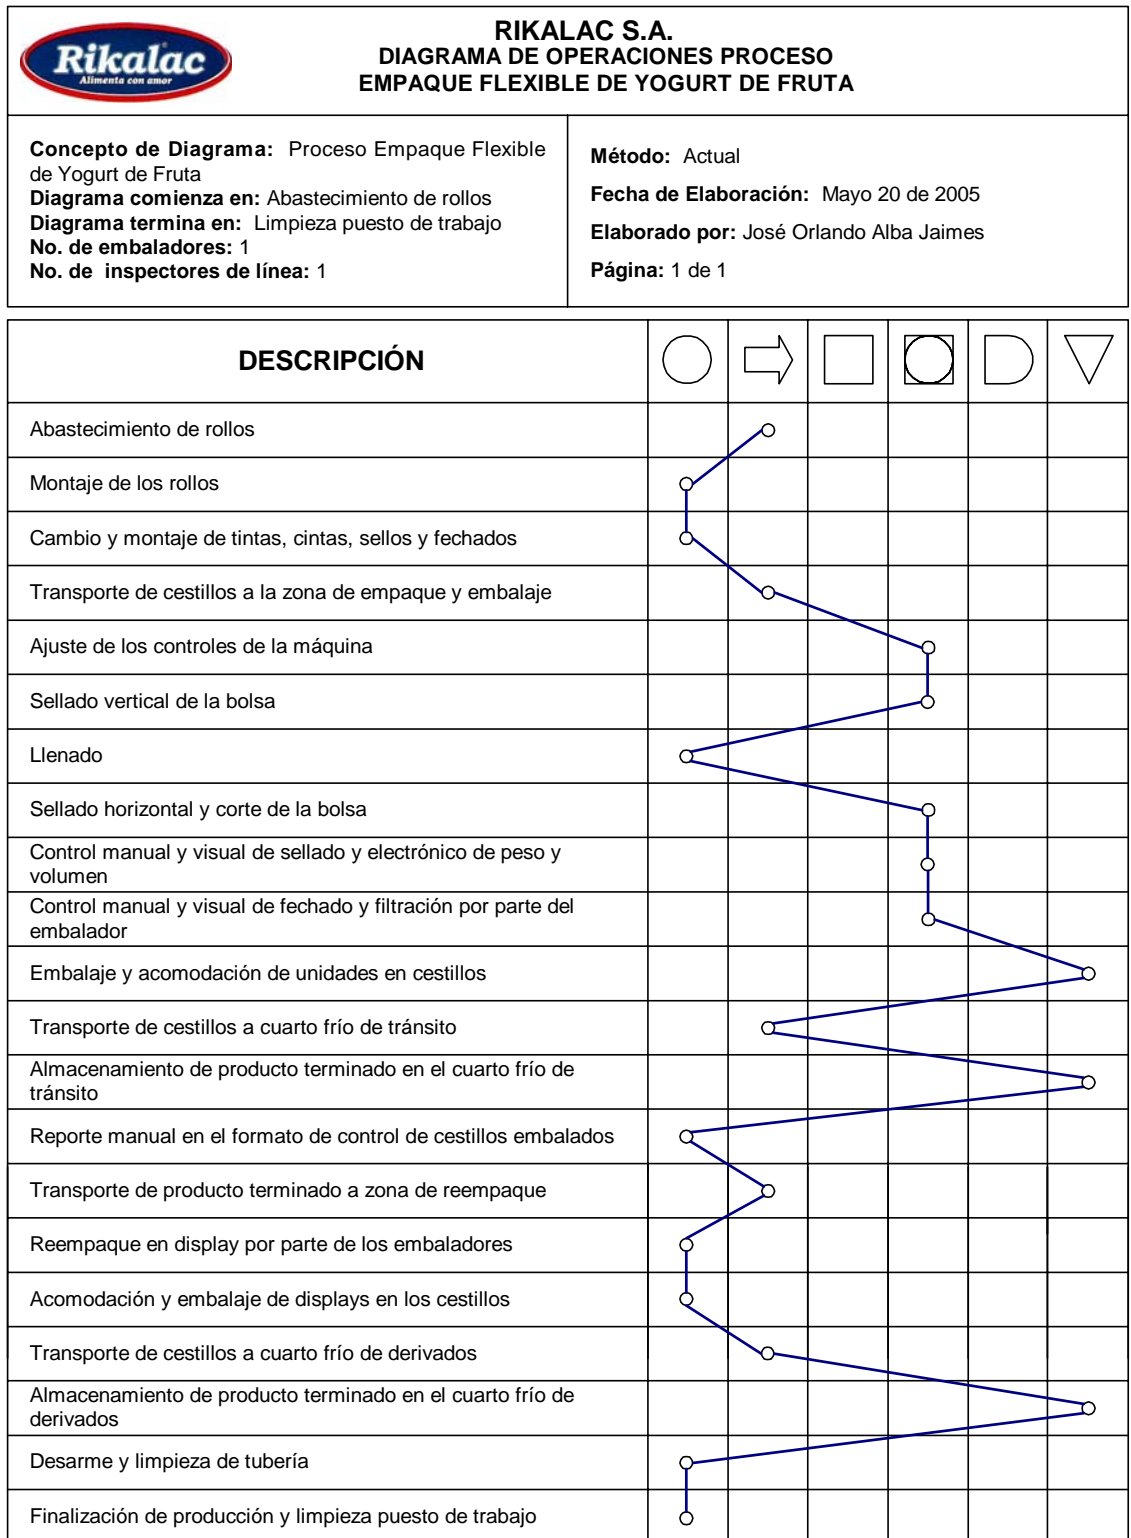 RIKALAC S.A.
DIAGRAMA DE OPERACIONES PROCESO
EMPAQUE FLEXIBLE DE YOGURT DE FRUTA
Rikalac
Alimenta con amor
Concepto de Diagrama: Proceso Empaque Flexible
de Yogurt de Fruta
Diagrama comienza en: Abastecimiento de rollos
Diagrama termina en: Limpieza puesto de trabajo
No. de embaladores: 1
No. de inspectores de línea: 1
Método: Actual
Fecha de Elaboración: Mayo 20 de 2005
Elaborado por: José Orlando Alba Jaimes
Página: 1 de 1
DESCRIPCIÓN
Abastecimiento de rollos
Montaje de los rollos
Cambio y montaje de tintas, cintas, sellos y fechados
Transporte de cestillos a la zona de empaque y embalaje
Ajuste de los controles de la máquina
Sellado vertical de la bolsa
Llenado
Sellado horizontal y corte de la bolsa
Control manual y visual de sellado y electrónico de peso y
volumen
Control manual y visual de fechado y filtración por parte del
embalador
Embalaje y acomodación de unidades en cestillos
Transporte de cestillos a cuarto frío de tránsito
Almacenamiento de producto terminado en el cuarto frío de
tránsito
Reporte manual en el formato de control de cestillos embalados
Transporte de producto terminado a zona de reempaque
Reempaque en display por parte de los embaladores
Acomodación y embalaje de displays en los cestillos
Transporte de cestillos a cuarto frío de derivados
Almacenamiento de producto terminado en el cuarto frío de
derivados
Desarme y limpieza de tubería
Finalización de producción y limpieza puesto de trabajo